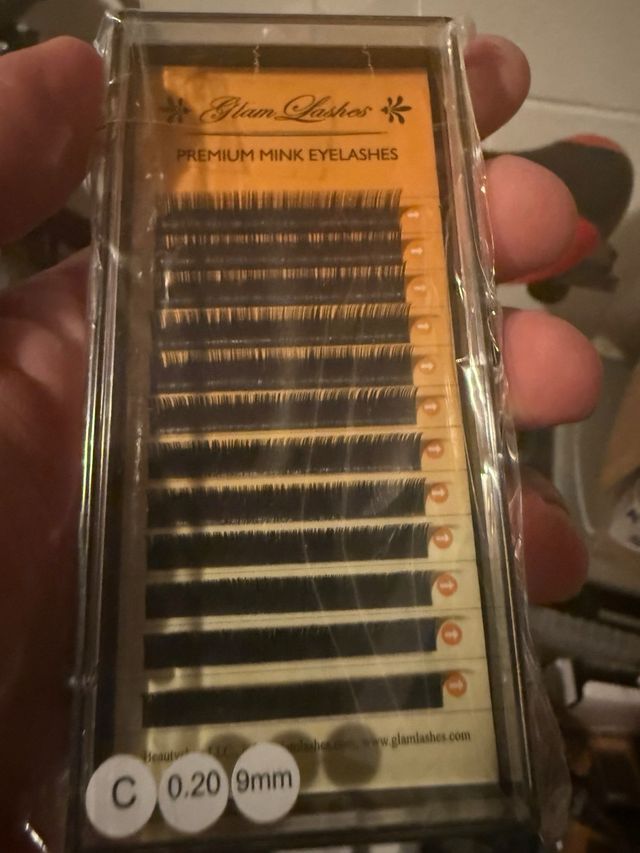 Glam Lashes
PREMIUM MINK EYELASHES
www.glamlashes.com
C 0.20 9mm